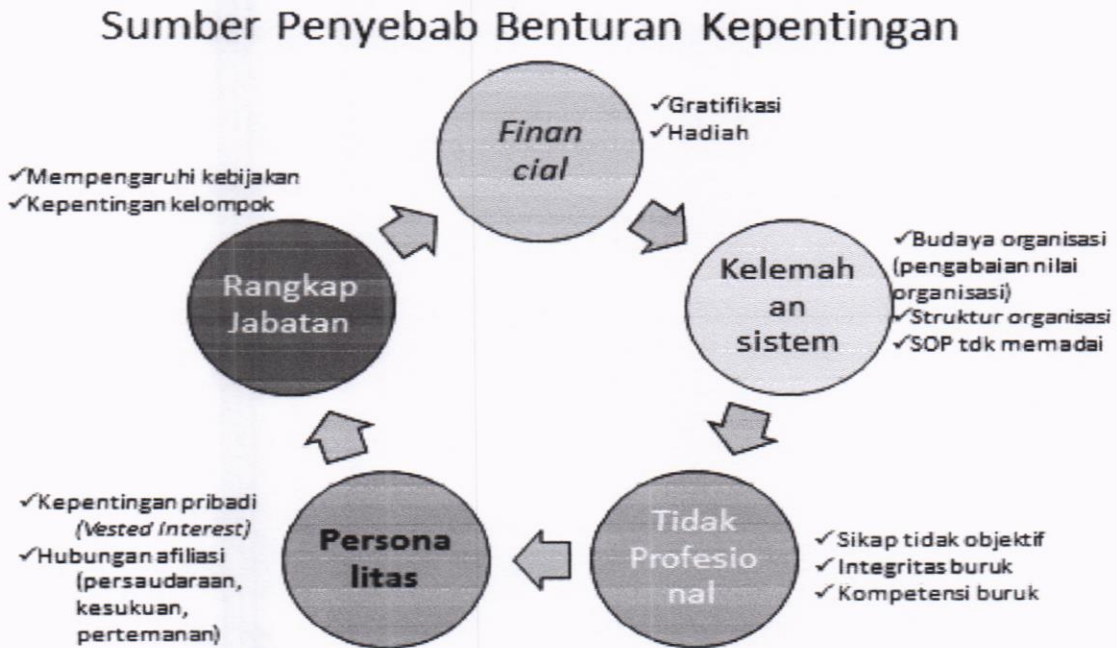 Sumber Penyebab Benturan Kepentingan
Finan
cial
✓Gratifikasi
✓Hadiah
Kelemah
an
sistem
✓Budaya organisasi
(pengabaian nilai
organisasi)
✓Struktur organisasi
✓SOP tdk memadai
Tidak
Profesio
nal
✓Sikap tidak objektif
✓Integritas buruk
✓Kompetensi buruk
Persona
litas
✓Kepentingan pribadi
(Vested Interest)
✓Hubungan afiliasi
(persaudaraan,
kesukuan,
pertemanan)
Rangkap
Jabatan
✓Mempengaruhi kebijakan
✓Kepentingan kelompok